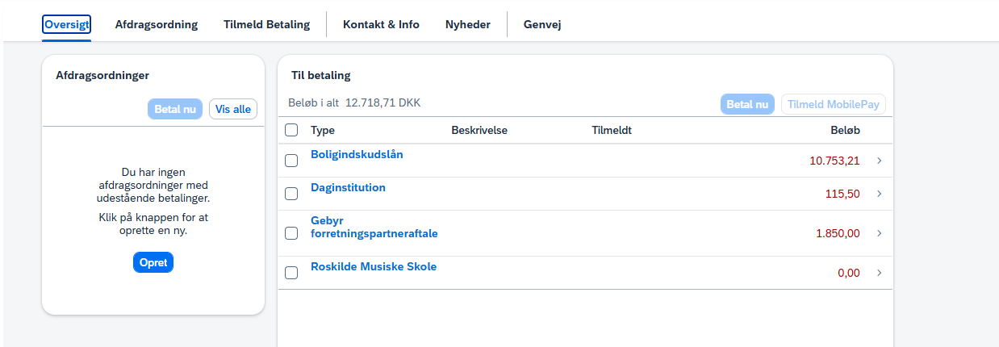 Oversigt Afdragsordning Tilmeld Betaling Kontakt & Info Nyheder Genvej
Afdragsordninger
Betal nu Vis alle
Du har ingen
afdragsordninger med
udestående betalinger.
Klik på knappen for at
oprette en ny.
Opret
Til betaling
Beløb i alt 12.718,71 DKK
Betal nu Tilmeld MobilePay
Type Beskrivelse Tilmeldt Beløb
Boligindskudslån 10.753,21
Daginstitution 115,50
Gebyr
forretningspartneraftale 1.850,00
Roskilde Musiske Skole 0,00